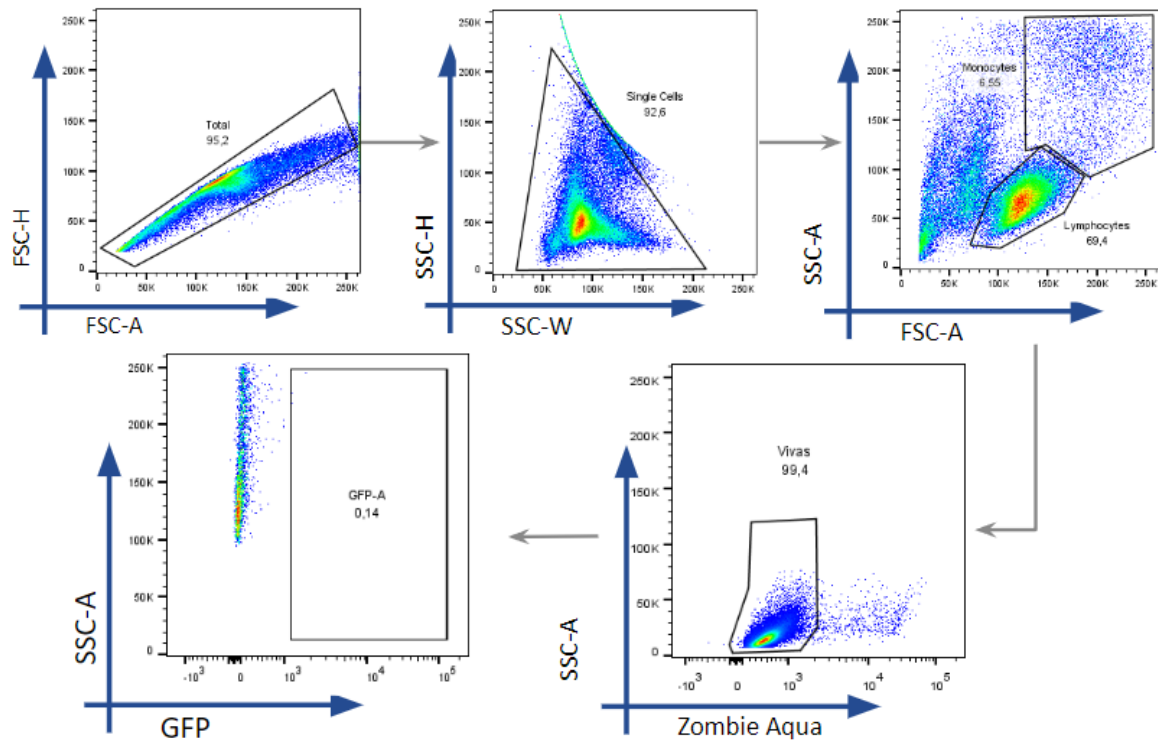 250K
200K
150K
100K
50K
0
Total
95,2
0 50K 100K 150K 200K 250K
FSC-H
FSC-A
250K
200K
150K
100K
50K
0
Single Cells
92,6
0 50K 100K 150K 200K 250K
SSC-H
SSC-W
250K
200K
150K
100K
50K
0
Monocytes
6,55
Lymphocytes
69,4
0 50K 100K 150K 200K 250K
SSC-A
FSC-A
250K
200K
150K
100K
50K
0
GFP-A
0,14
-10³ 0 10³ 10⁴ 10⁵
SSC-A
GFP
250K
200K
150K
100K
50K
0
Vivas
99,4
-10³ 0 10³ 10⁴ 10⁵
SSC-A
Zombie Aqua